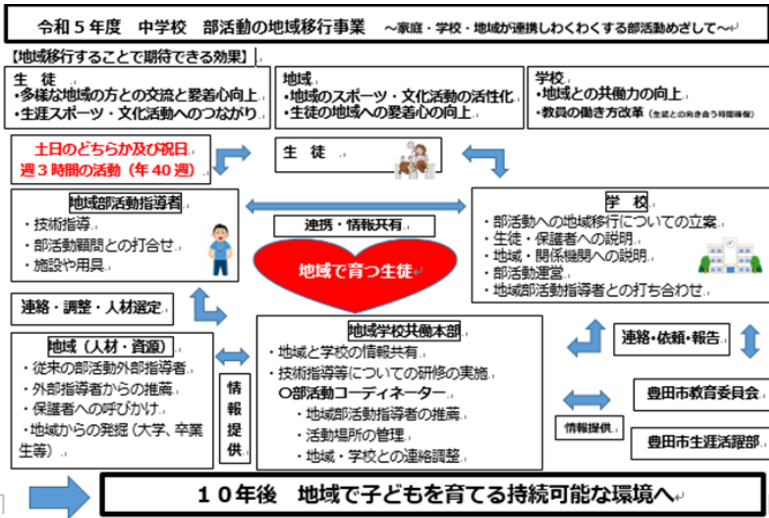 令和５年度　中学校　部活動の地域移行事業　～家庭・学校・地域が連携しわくわくする部活動めざして～
【地域移行することで期待できる効果】
生　徒
・多様な地域の方との交流と愛着心向上
・生涯スポーツ・文化活動へのつながり
地域
・地域のスポーツ・文化活動の活性化
・生徒の地域への愛着心の向上
学校
・地域との共働力の向上
・教員の働き方改革（生徒との向き合う時間確保）
土日のどちらか及び祝日
週３時間の活動（年４０週）
生　徒
地域部活動指導者
・技術指導
・部活動顧問との打合せ
・施設や用具
連携・情報共有
地域で育つ生徒
学　校
・部活動への地域移行についての立案
・生徒・保護者への説明
・地域・関係機関への説明
・部活動運営
・地域部活動指導者との打ち合わせ
連絡・調整・人材選定
地域（人材・資源）
・従来の部活動外部指導者
・外部指導者からの推薦
・保護者への呼びかけ
・地域からの発掘（大学、卒業
生等）
情報提供
地域学校共働本部
・地域と学校の情報共有
・技術指導等についての研修の実施
○部活動コーディネーター
・地域部活動指導者の推薦
・活動場所の管理
・地域・学校との連絡調整
連絡・依頼・報告
情報提供
豊田市教育委員会
豊田市生涯活躍部
１０年後　地域で子どもを育てる持続可能な環境へ